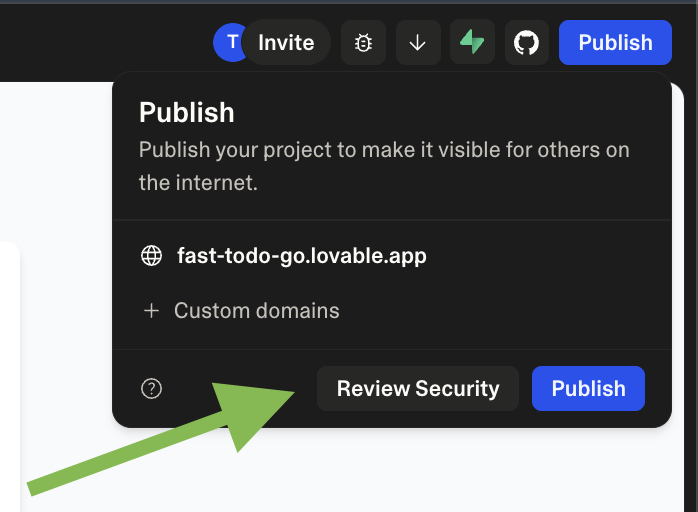 T Invite Publish
Publish
Publish your project to make it visible for others on
the internet.
fast-todo-go.lovable.app
+ Custom domains
? Review Security Publish